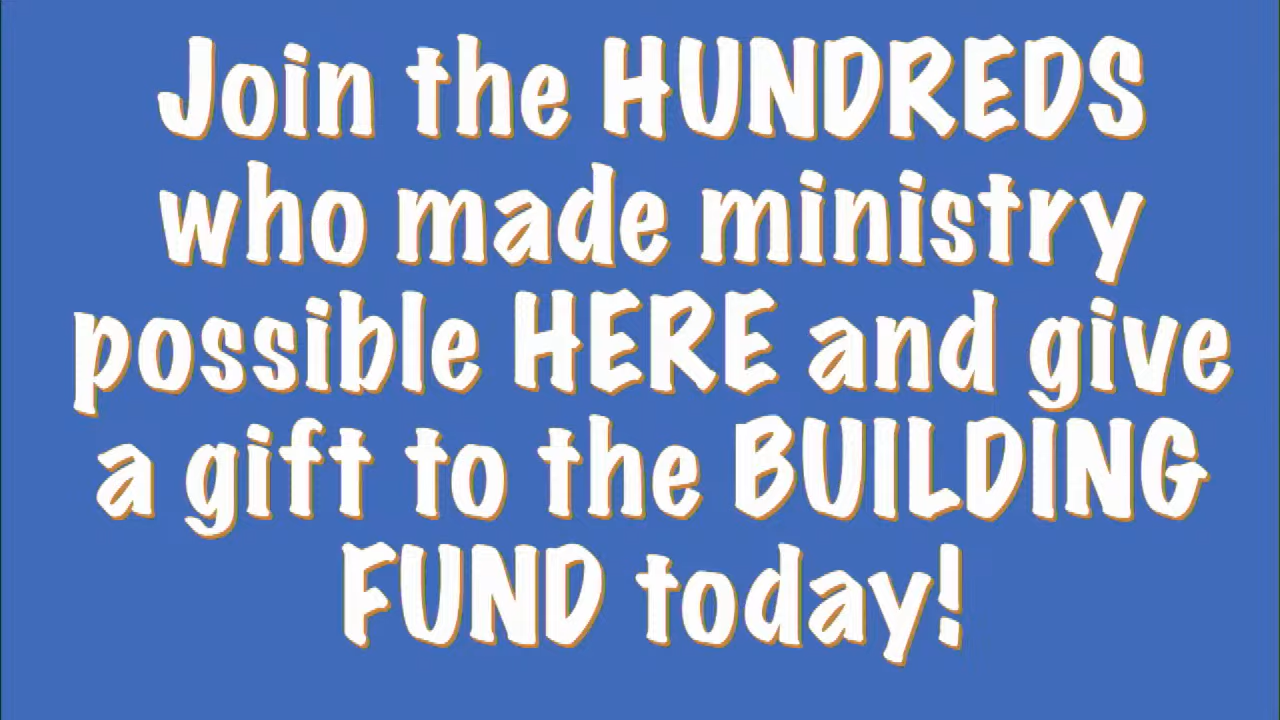 Join the HUNDREDS
who made ministry
possible HERE and give
a gift to the BUILDING
FUND today!